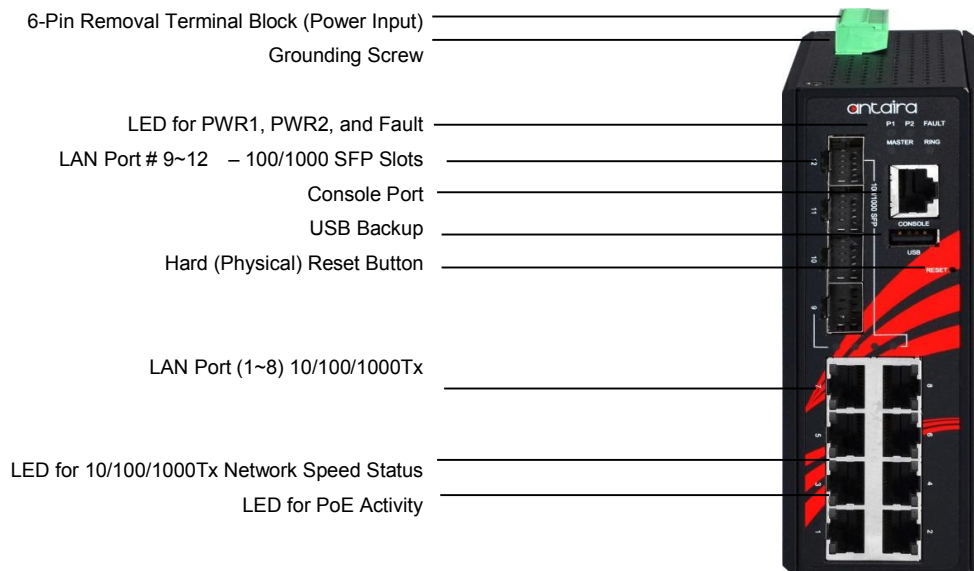 6-Pin Removal Terminal Block (Power Input)
Grounding Screw
antaira
LED for PWR1, PWR2, and Fault
P1 P2 FAULT
MASTER RING
LAN Port # 9~12 – 100/1000 SFP Slots
12
Console Port
CONSOLE
11
USB Backup
USB
10
Hard (Physical) Reset Button
RESET
9
LAN Port (1~8) 10/100/1000Tx
7 8
5 6
LED for 10/100/1000Tx Network Speed Status
3 4
LED for PoE Activity
1 2